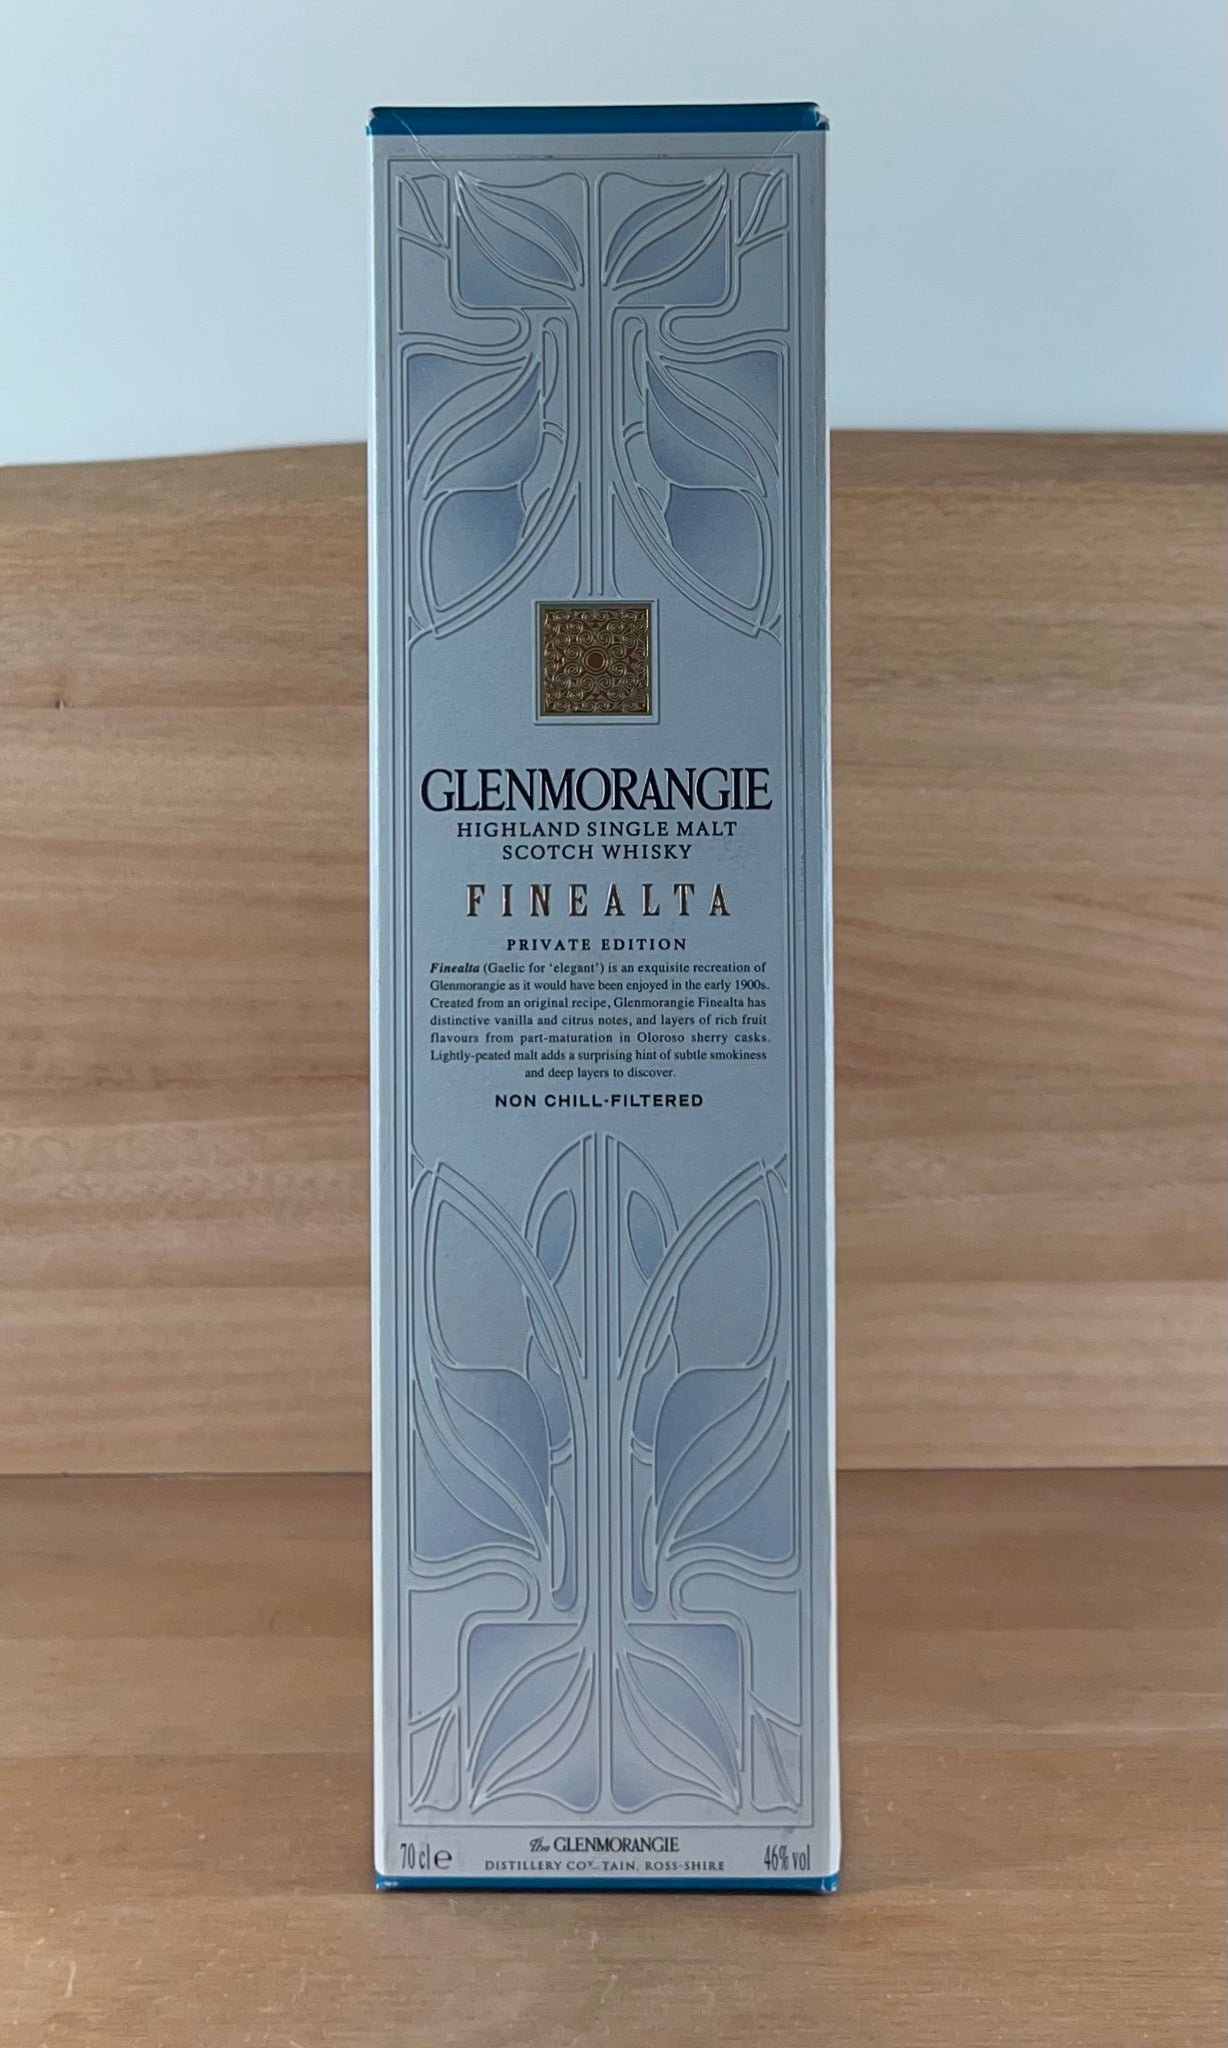 GLENMORANGIE
HIGHLAND SINGLE MALT
SCOTCH WHISKY
FINEALTA
PRIVATE EDITION
Finealta (Gaelic for ‘elegant’) is an exquisite recreation of
Glenmorangie as it would have been enjoyed in the early 1900s.
Created from an original recipe, Glenmorangie Finealta has
distinctive vanilla and citrus notes, and layers of rich fruit
flavours from part-maturation in Oloroso sherry casks.
Lightly-peated malt adds a surprising hint of subtle smokiness
and deep layers to discover.
NON CHILL-FILTERED
70 cl ℮
The GLENMORANGIE
DISTILLERY COY. TAIN, ROSS-SHIRE
46% vol